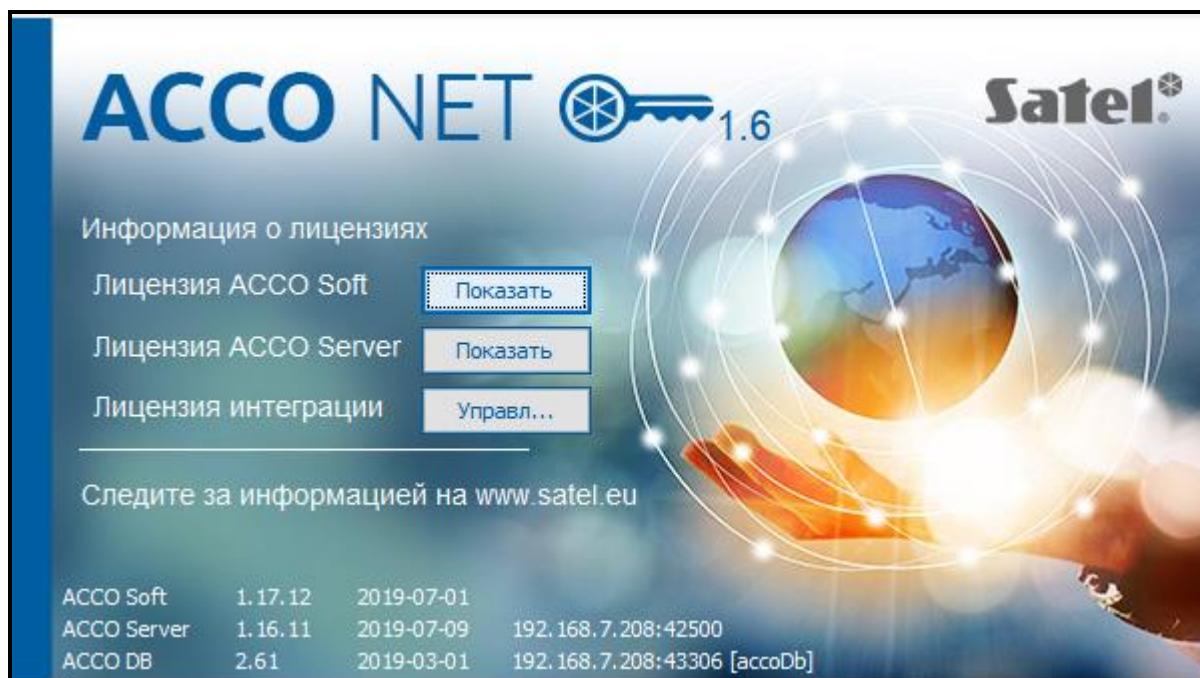 ACCO NET 1.6
Satel®
Информация о лицензиях
Лицензия ACCO Soft Показать
Лицензия ACCO Server Показать
Лицензия интеграции Управл...
Следите за информацией на www.satel.eu
ACCO Soft 1.17.12 2019-07-01
ACCO Server 1.16.11 2019-07-09 192.168.7.208:42500
ACCO DB 2.61 2019-03-01 192.168.7.208:43306 [accoDb]